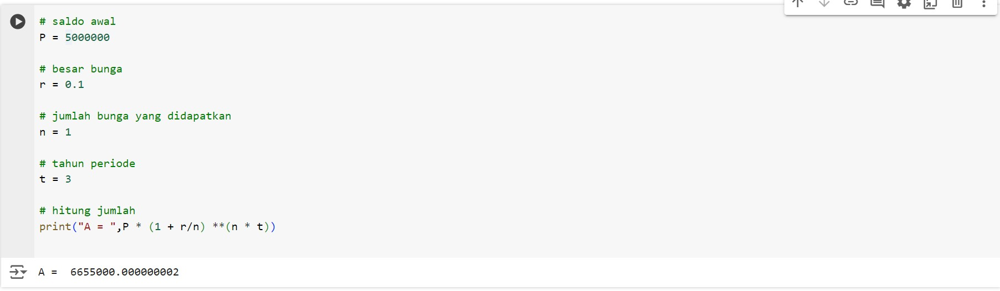 # saldo awal
P = 5000000
# besar bunga
r = 0.1
# jumlah bunga yang didapatkan
n = 1
# tahun periode
t = 3
# hitung jumlah
print("A = ",P * (1 + r/n) **(n * t))
A =  6655000.000000002